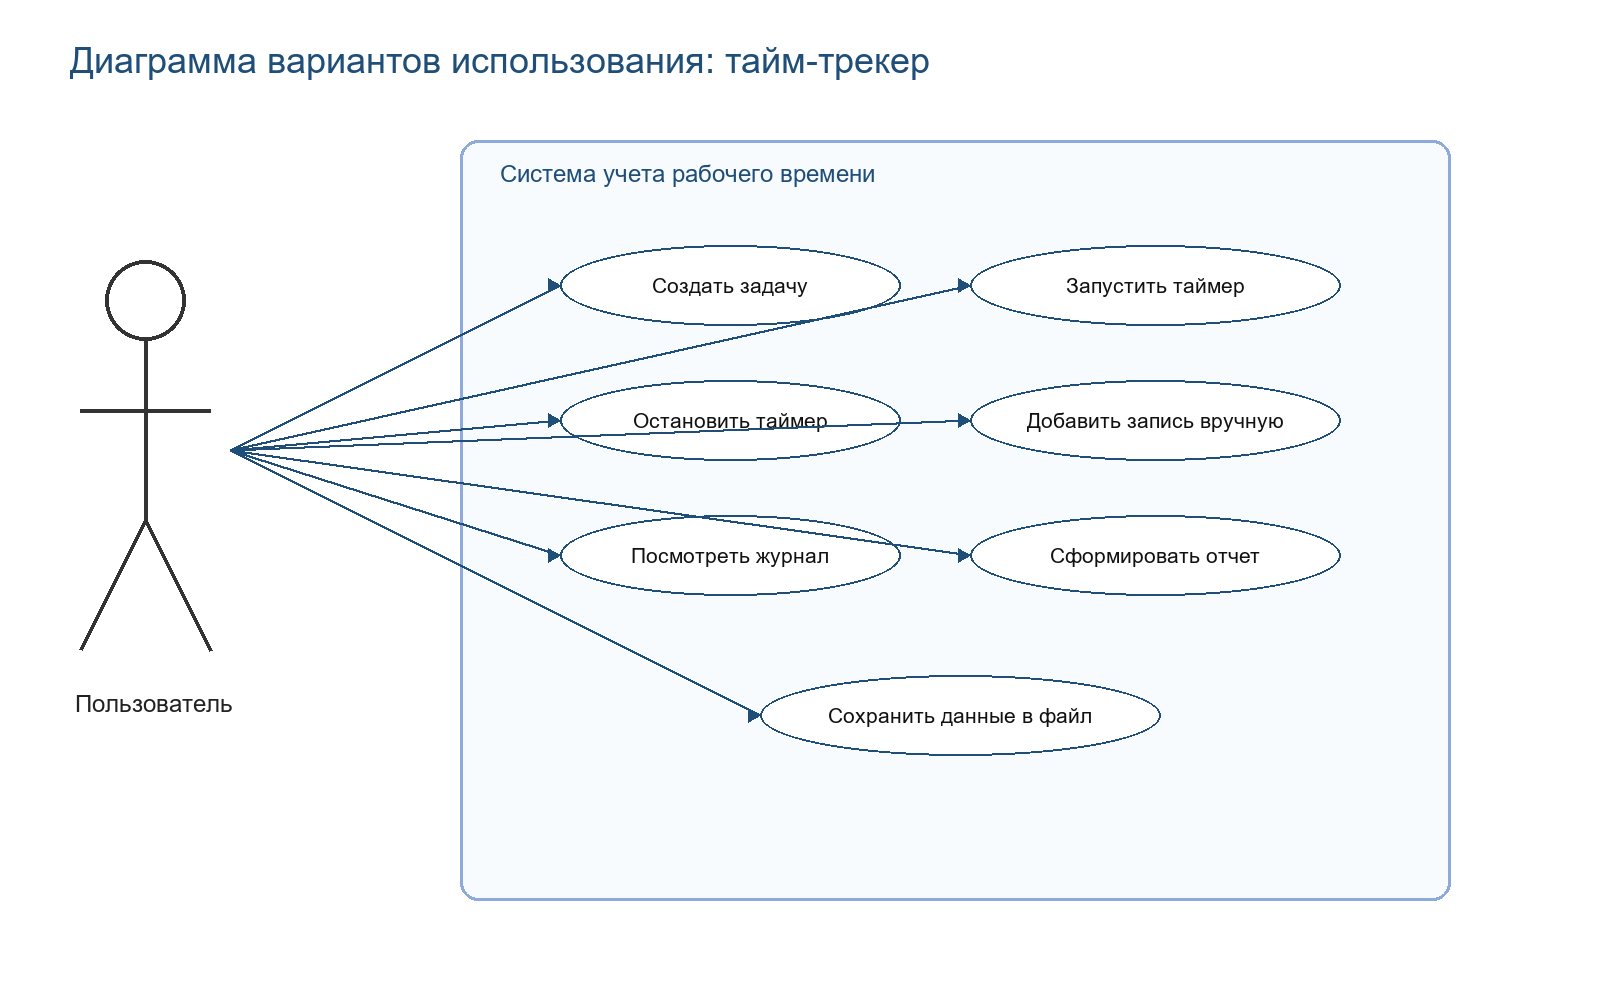 Диаграмма вариантов использования: тайм-трекер
Система учета рабочего времени
Создать задачу
Запустить таймер
Остановить таймер
Добавить запись вручную
Посмотреть журнал
Сформировать отчет
Сохранить данные в файл
Пользователь